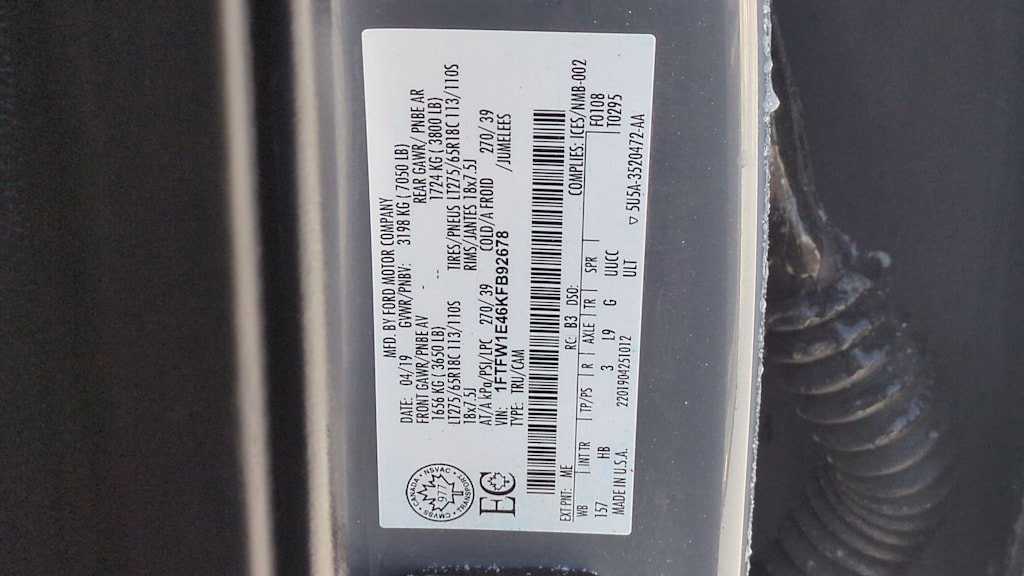 MFD. BY FORD MOTOR COMPANY
DATE: 04/19 GVWR/PNBV: 3198 KG ( 7050 LB)
FRONT GAWR/PNBE AV REAR GAWR/ PNBE AR
1656 KG ( 3650 LB) 1724 KG ( 3800 LB)
LT275/65R18C 113/110S TIRES/PNEUS LT275/65R18C 113/110S
18x7.5J RIMS/JANTES 18x7.5J
AT/A kPa/PSI/LPC 270/ 39 COLD/A FROID 270/ 39
VIN: 1FTFW1E46KFB92678 /JUMELEES
TYPE: TRU/CAM
CANADA • NSVAC • TRANSPORT • CMVSS •
977
EC
EXT PNT: ME RC: B3 DSO: COMPLIES: ICES/NMB-002
WB INT TR TP/PS R AXLE TR SPR F0108
T0295
157 HB 3 L9 G UUCC
ULT
MADE IN U.S.A. 22019042S1012 ▽ 5U5A-3520472-AA